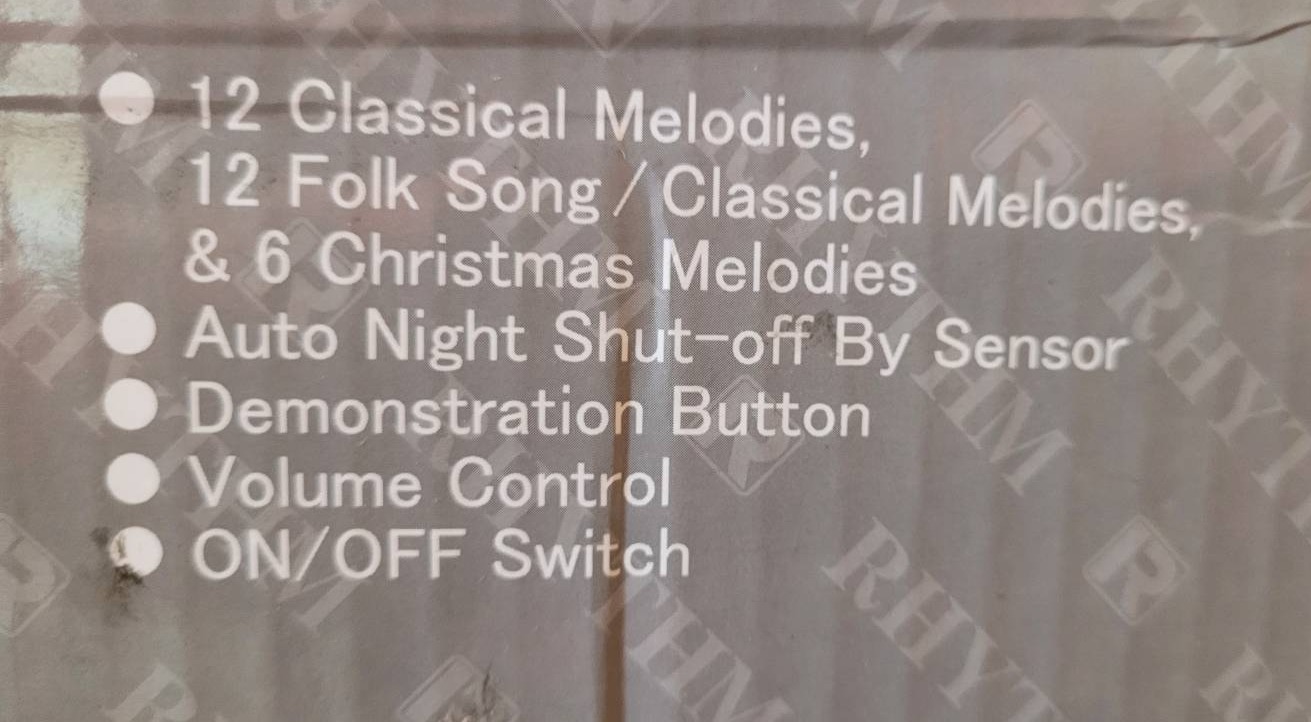 ● 12 Classical Melodies,
12 Folk Song / Classical Melodies,
& 6 Christmas Melodies
● Auto Night Shut-off By Sensor
● Demonstration Button
● Volume Control
● ON/OFF Switch
RHYTHM